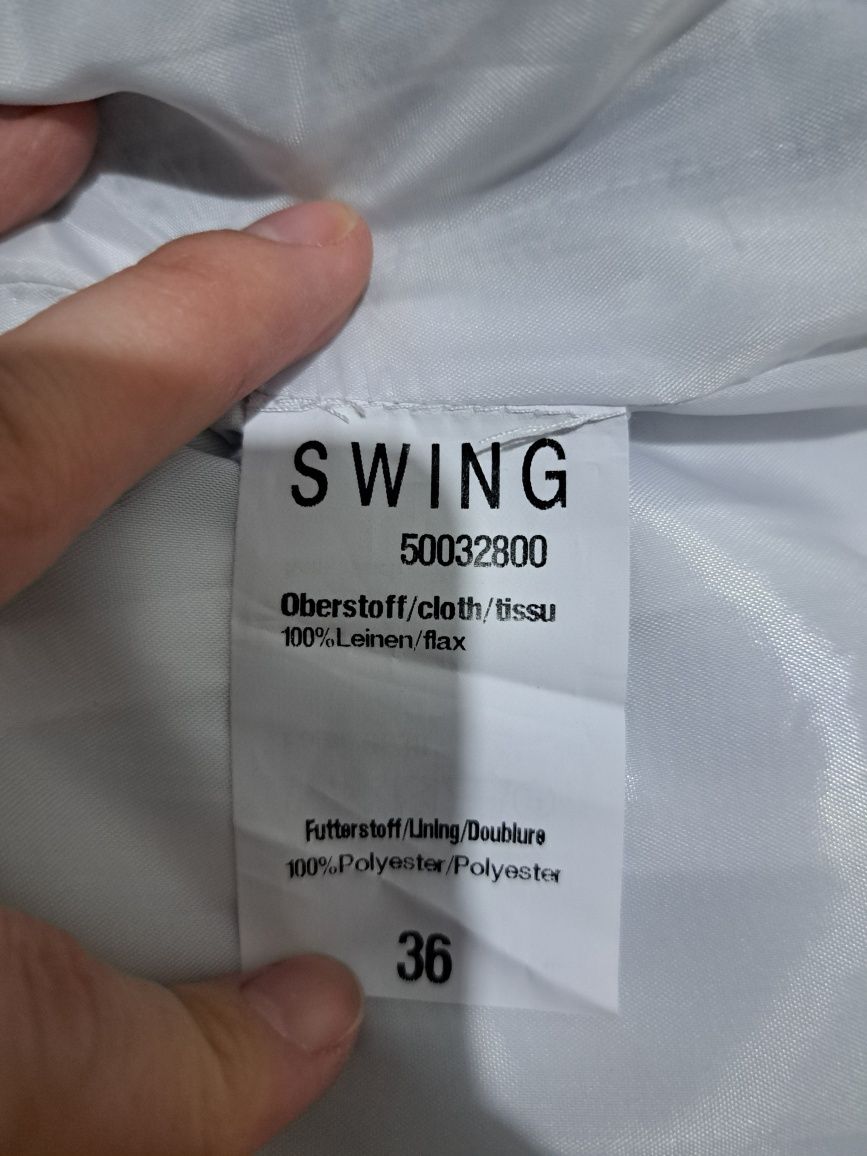 SWING
50032800
Oberstoff/cloth/tissu
100%Leinen/flax
Futterstoff/Lining/Doublure
100%Polyester/Polyester
36